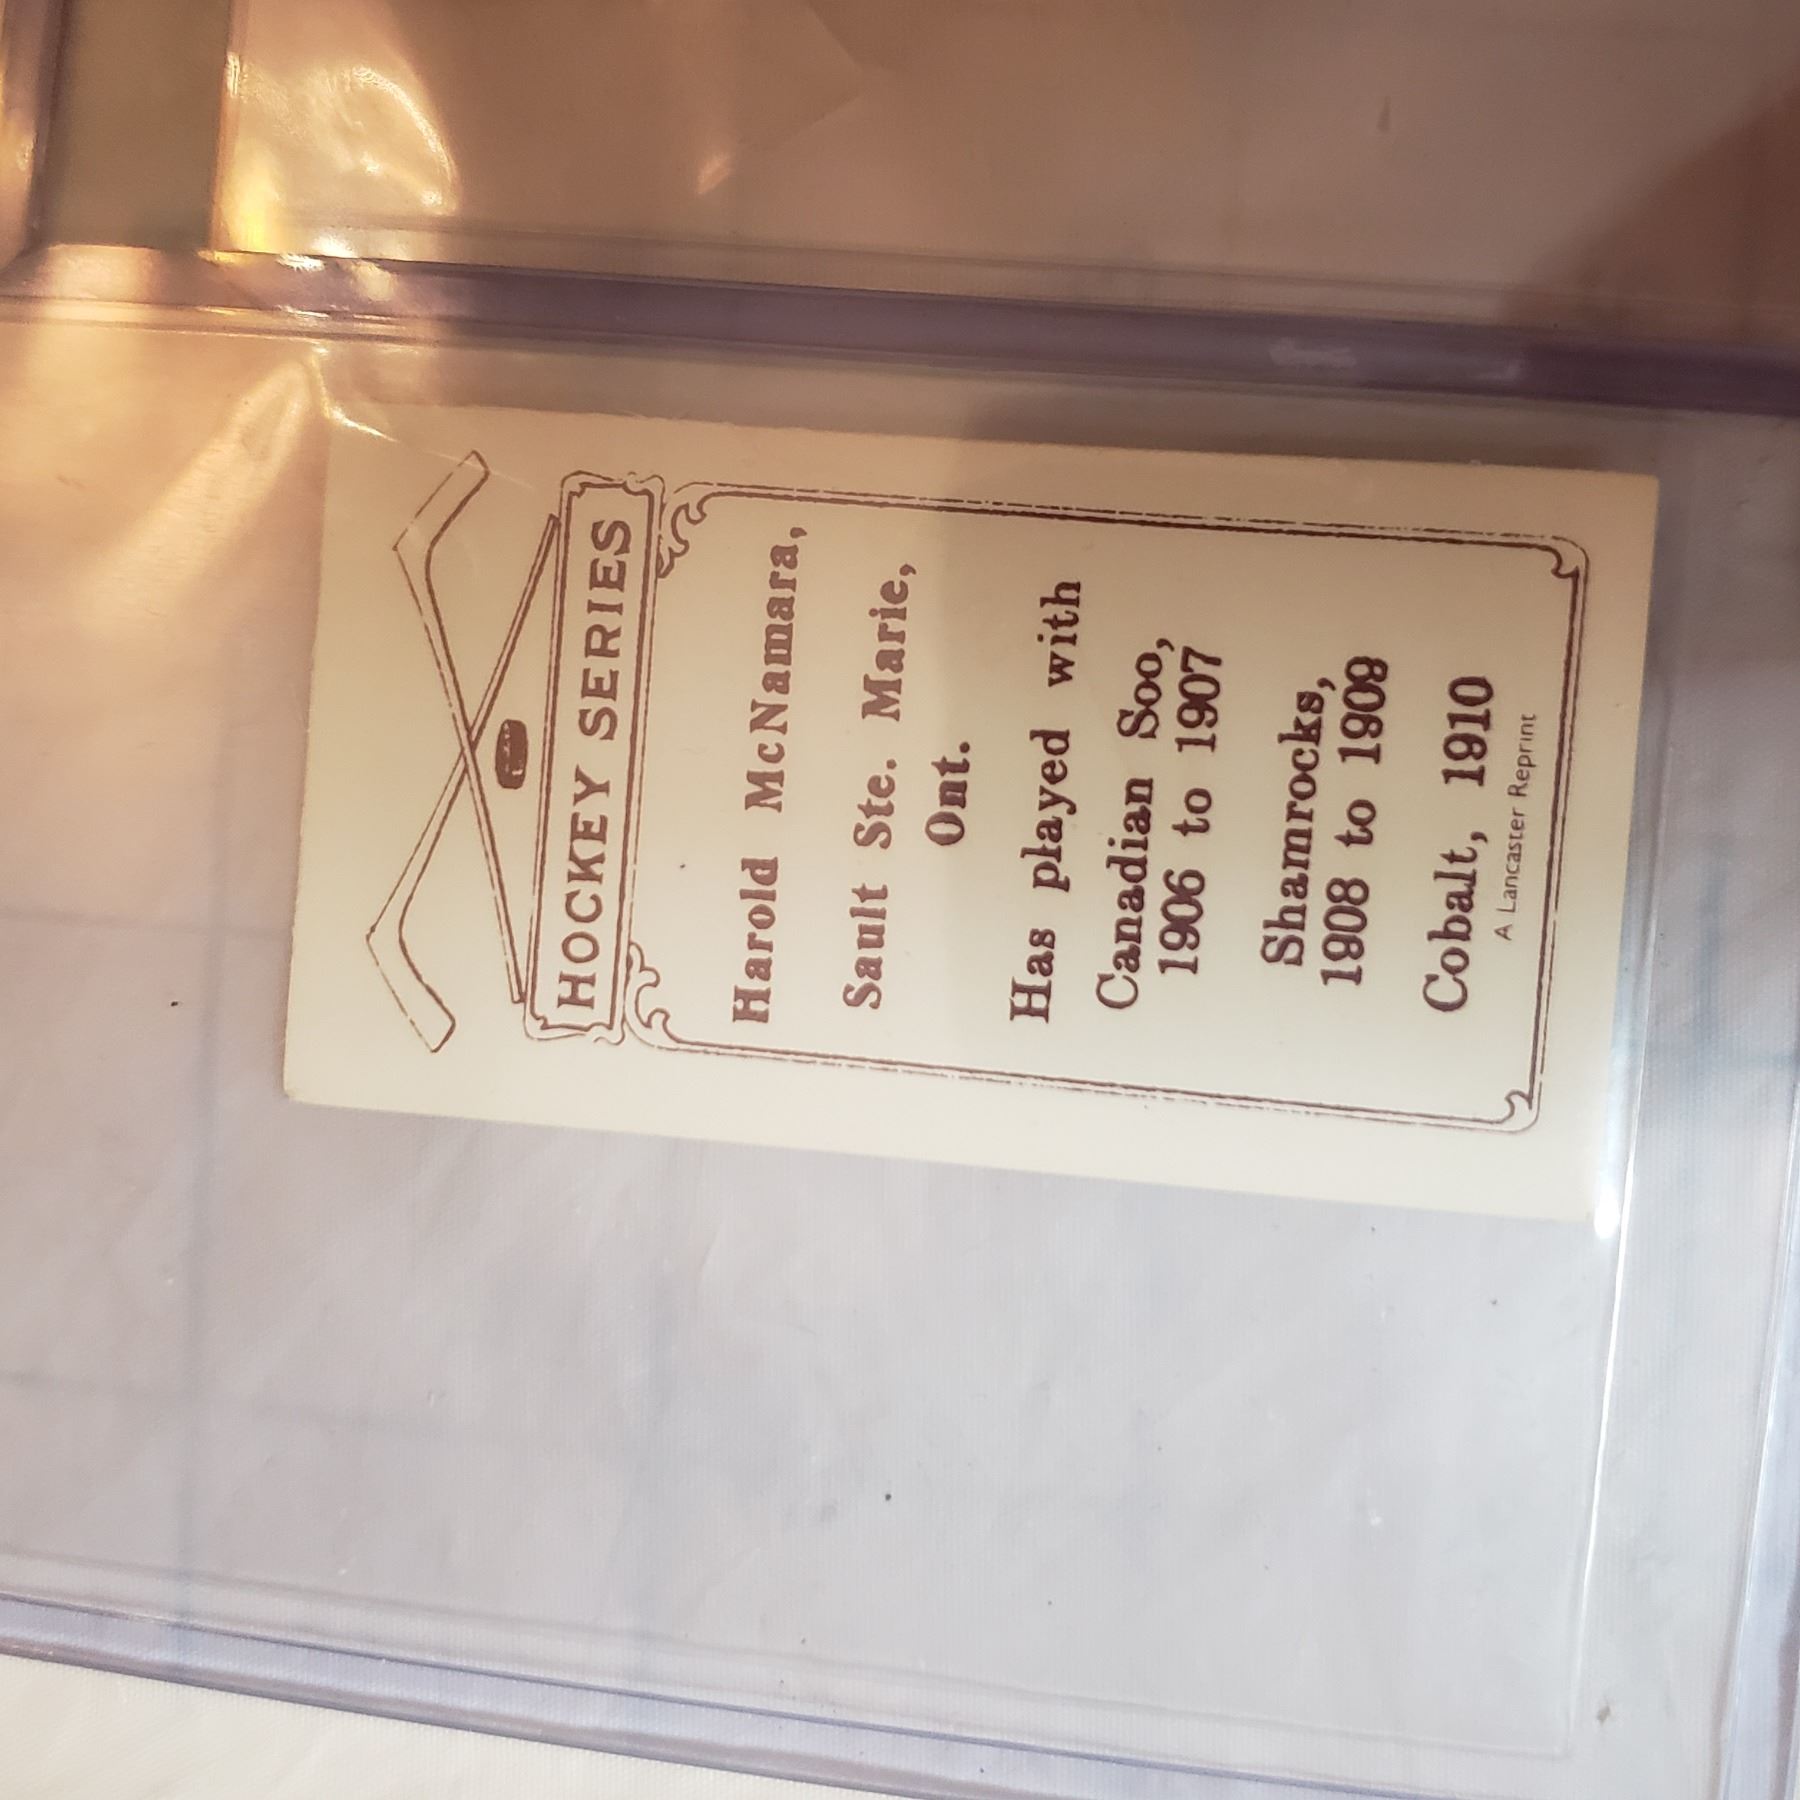 HOCKEY SERIES
Harold McNamara,
Sault Ste. Marie,
Ont.
Has played with
Canadian Soo,
1906 to 1907
Shamrocks,
1908 to 1909
Cobalt, 1910
A Lancaster Reprint